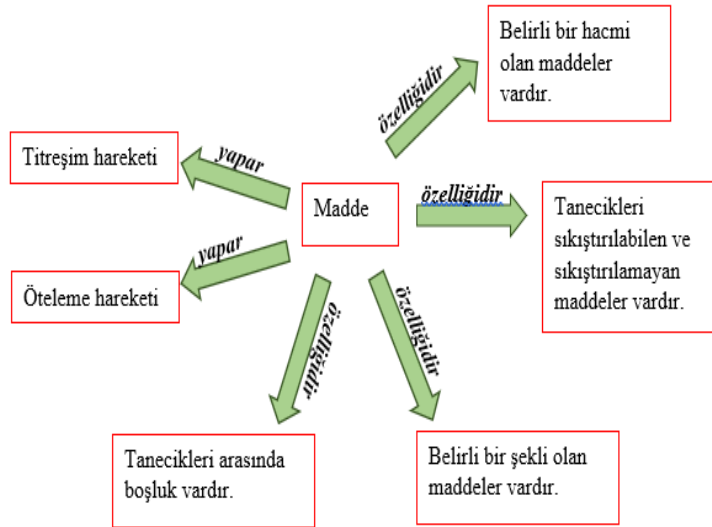 Belirli bir hacmi
olan maddeler
vardır.
özelliğidir
Titreşim hareketi
yapar
Madde
özelliğidir
Tanecikleri
sıkıştırılabilen ve
sıkıştırılamayan
maddeler vardır.
yapar
Öteleme hareketi
özelliğidir
özelliğidir
Tanecikleri arasında
boşluk vardır.
Belirli bir şekli olan
maddeler vardır.